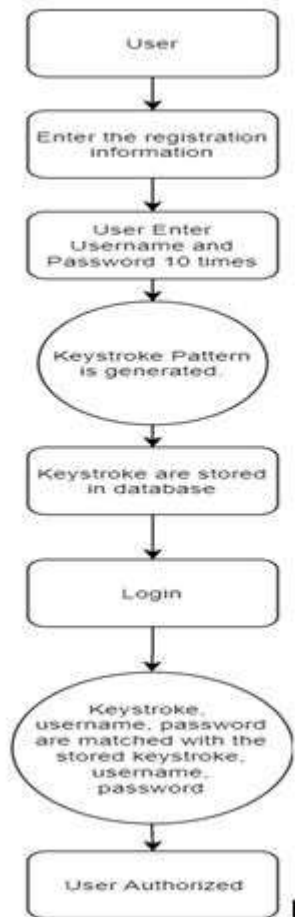 User
Enter the registration
information
User Enter
Username and
Password 10 times
Keystroke Pattern
is generated.
Keystroke are stored
in database
Login
Keystroke,
username, password
are matched with the
stored keystroke,
username,
password
User Authorized